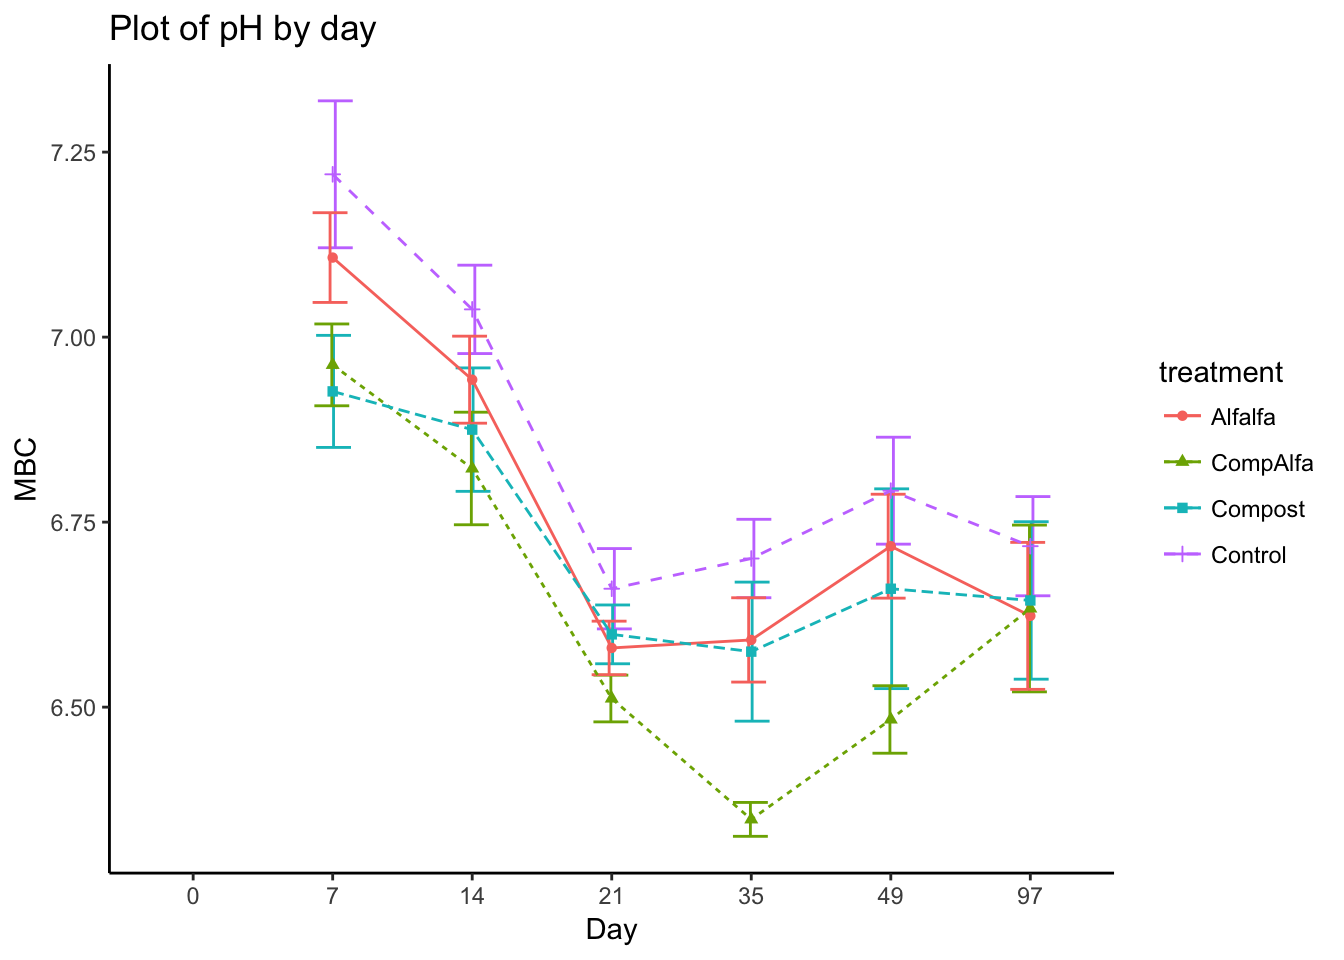 Plot of pH by day
MBC
7.25
7.00
6.75
6.50
0 7 14 21 35 49 97
Day
treatment
Alfalfa
CompAlfa
Compost
Control